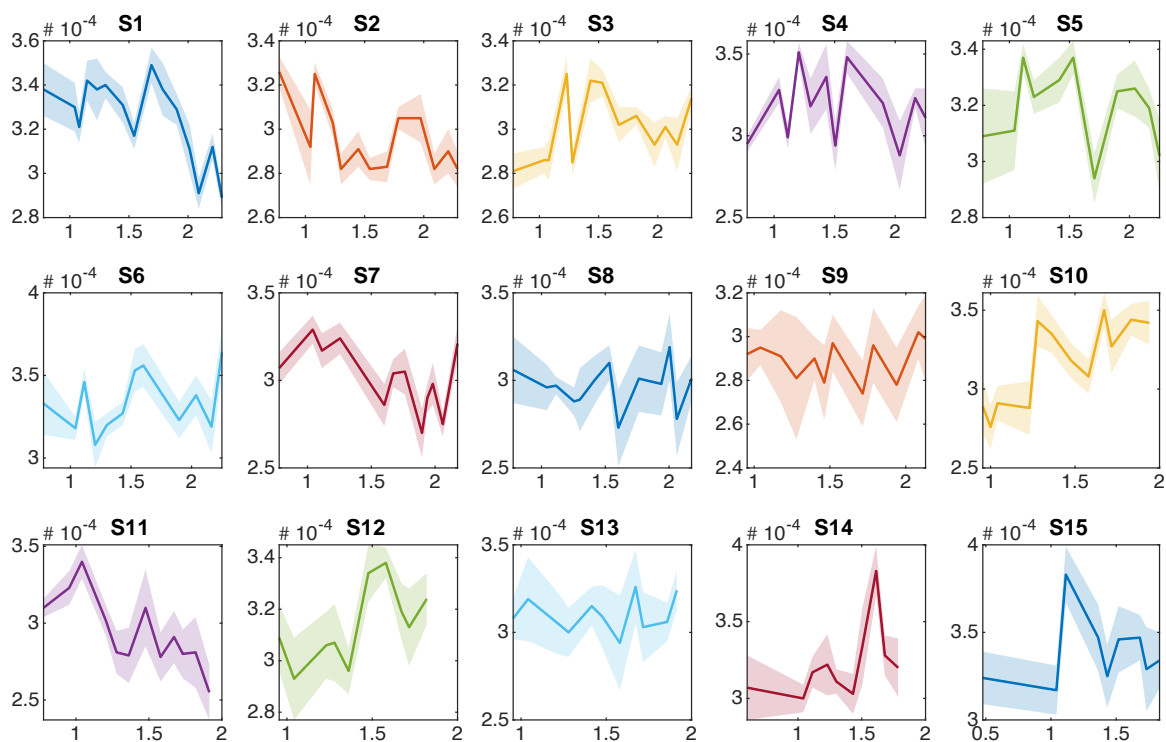 # 10^-4 S1
3.6
3.4
3.2
3
2.8
1 1.5 2
# 10^-4 S2
3.4
3.2
3
2.8
2.6
1 1.5 2
# 10^-4 S3
3.4
3.2
3
2.8
2.6
1 1.5 2
# 10^-4 S4
3.5
3
2.5
1 1.5 2
# 10^-4 S5
3.4
3.2
3
2.8
1 1.5 2
# 10^-4 S6
4
3.5
3
1 1.5 2
# 10^-4 S7
3.5
3
2.5
1 1.5 2
# 10^-4 S8
3.5
3
2.5
1 1.5 2
# 10^-4 S9
3.2
3
2.8
2.6
2.4
1 1.5 2
# 10^-4 S10
3.5
3
2.5
1 1.5 2
# 10^-4 S11
3.5
3
2.5
1 1.5 2
# 10^-4 S12
3.4
3.2
3
2.8
1 1.5 2
# 10^-4 S13
3.5
3
2.5
1 1.5 2
# 10^-4 S14
4
3.5
3
1 1.5 2
# 10^-4 S15
4
3.5
3
0.5 1 1.5